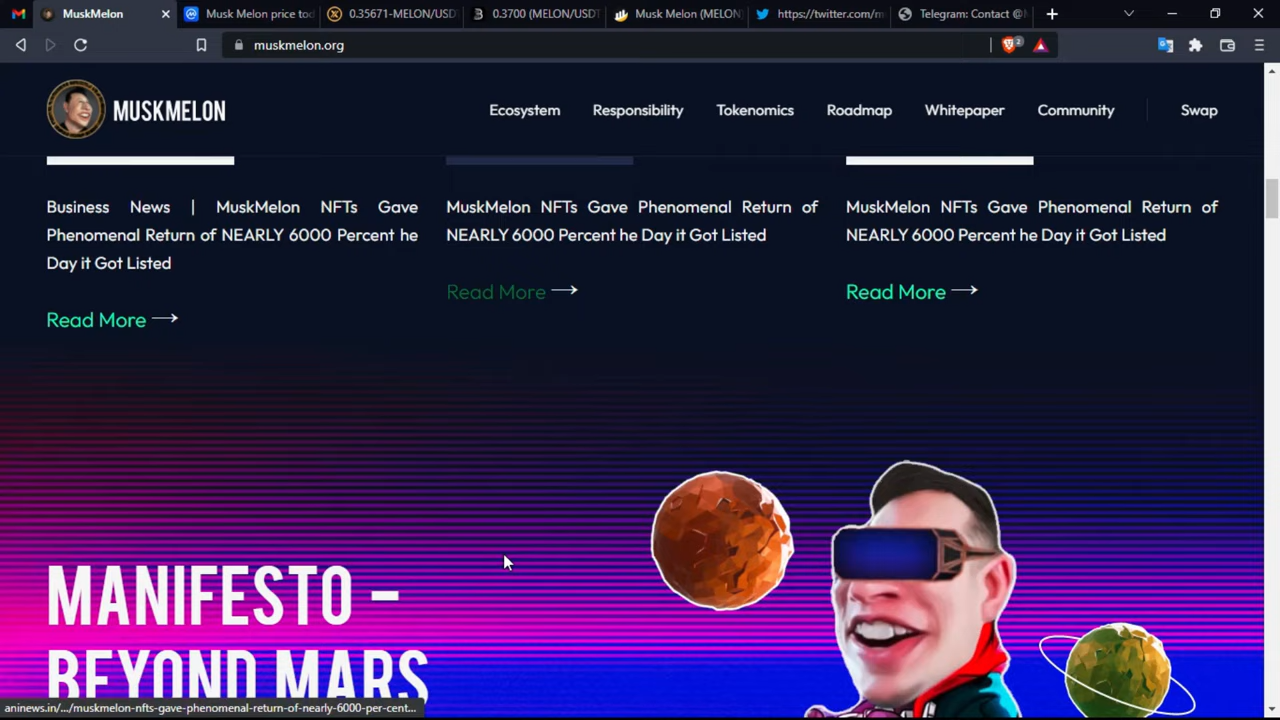 MuskMelon
Musk Melon price tod
0.35671-MELON/USDT
0.3700 (MELON/USDT
Musk Melon (MELON
https://twitter.com/m
Telegram: Contact @M
muskmelon.org
2
MUSKMELON
Ecosystem
Responsibility
Tokenomics
Roadmap
Whitepaper
Community
Swap
Business News | MuskMelon NFTs Gave
Phenomenal Return of NEARLY 6000 Percent he
Day it Got Listed
Read More
MuskMelon NFTs Gave Phenomenal Return of
NEARLY 6000 Percent he Day it Got Listed
Read More
MuskMelon NFTs Gave Phenomenal Return of
NEARLY 6000 Percent he Day it Got Listed
Read More
MANIFESTO -
BEYOND MARS
aninews.in/.../muskmelon-nfts-gave-phenomenal-return-of-nearly-6000-per-cent...